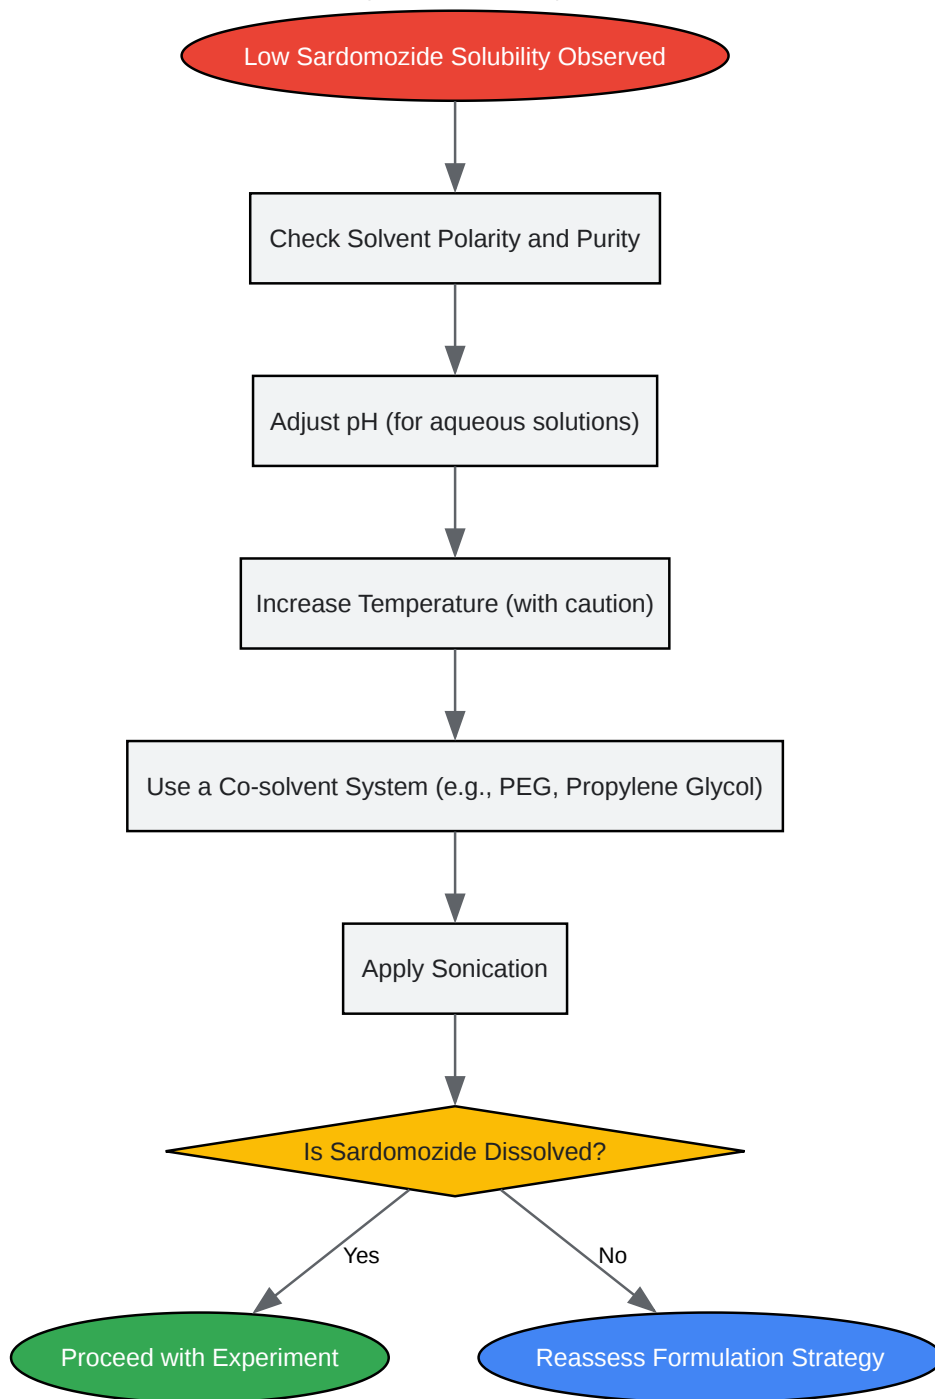 Low Sardomozide Solubility Observed
Check Solvent Polarity and Purity
Adjust pH (for aqueous solutions)
Increase Temperature (with caution)
Use a Co-solvent System (e.g., PEG, Propylene Glycol)
Apply Sonication
Is Sardomozide Dissolved?
Yes
No
Proceed with Experiment
Reassess Formulation Strategy